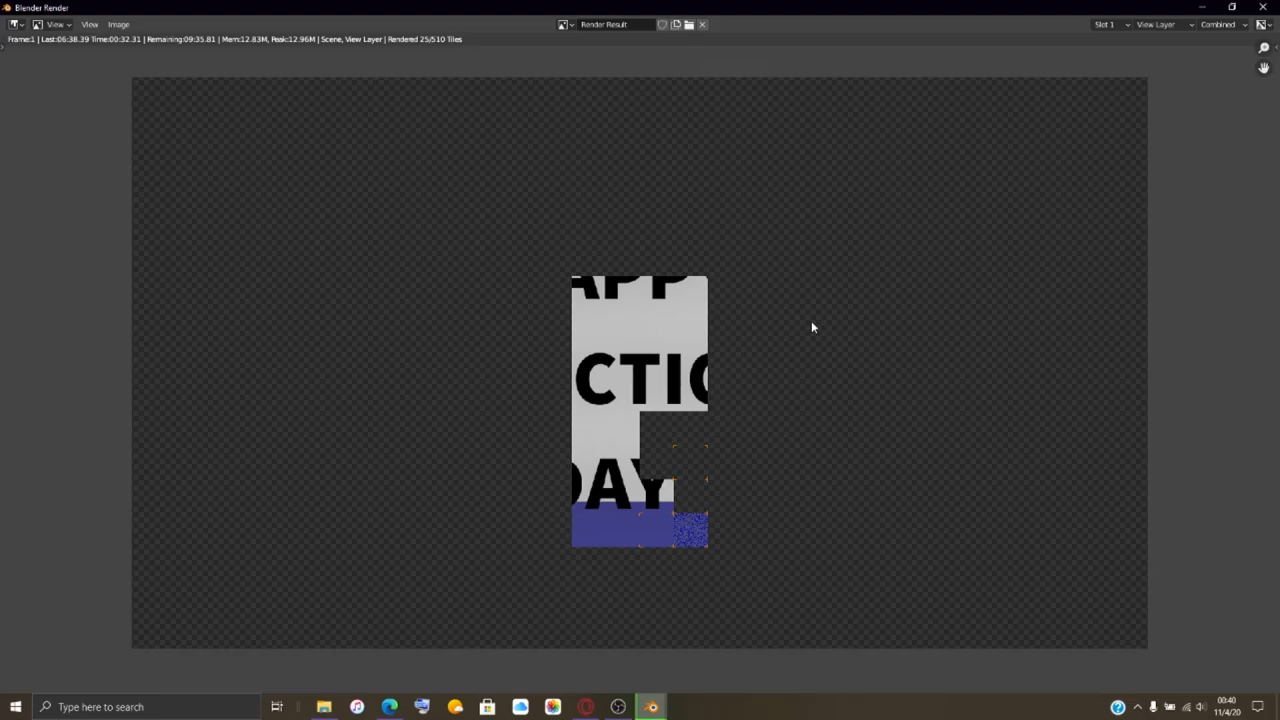 Blender Render
View View Image Render Result Slot 1 View Layer Combined
Frame:1 | Last:06:38.39 Time:00:32.31 | Remaining:09:35.81 | Mem:12.83M, Peak:12.96M | Scene, View Layer | Rendered 25/510 Tiles
APP
CTIO
DAY
Type here to search
00:40
11/4/20